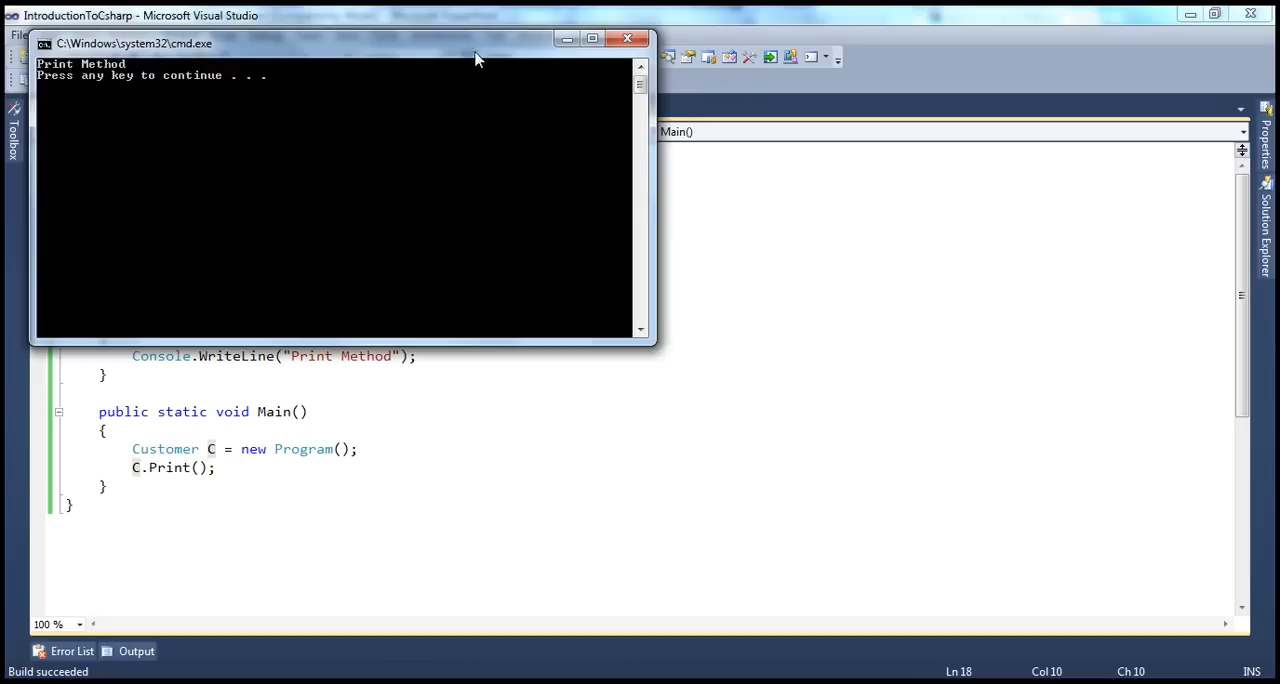 IntroductionToCsharp - Microsoft Visual Studio
C:\Windows\system32\cmd.exe
Print Method
Press any key to continue . . .
Toolbox
Main()
Properties
Solution Explorer
Console.WriteLine("Print Method");
}
public static void Main()
{
Customer C = new Program();
C.Print();
}
}
100 %
Error List
Output
Build succeeded
Ln 18
Col 10
Ch 10
INS